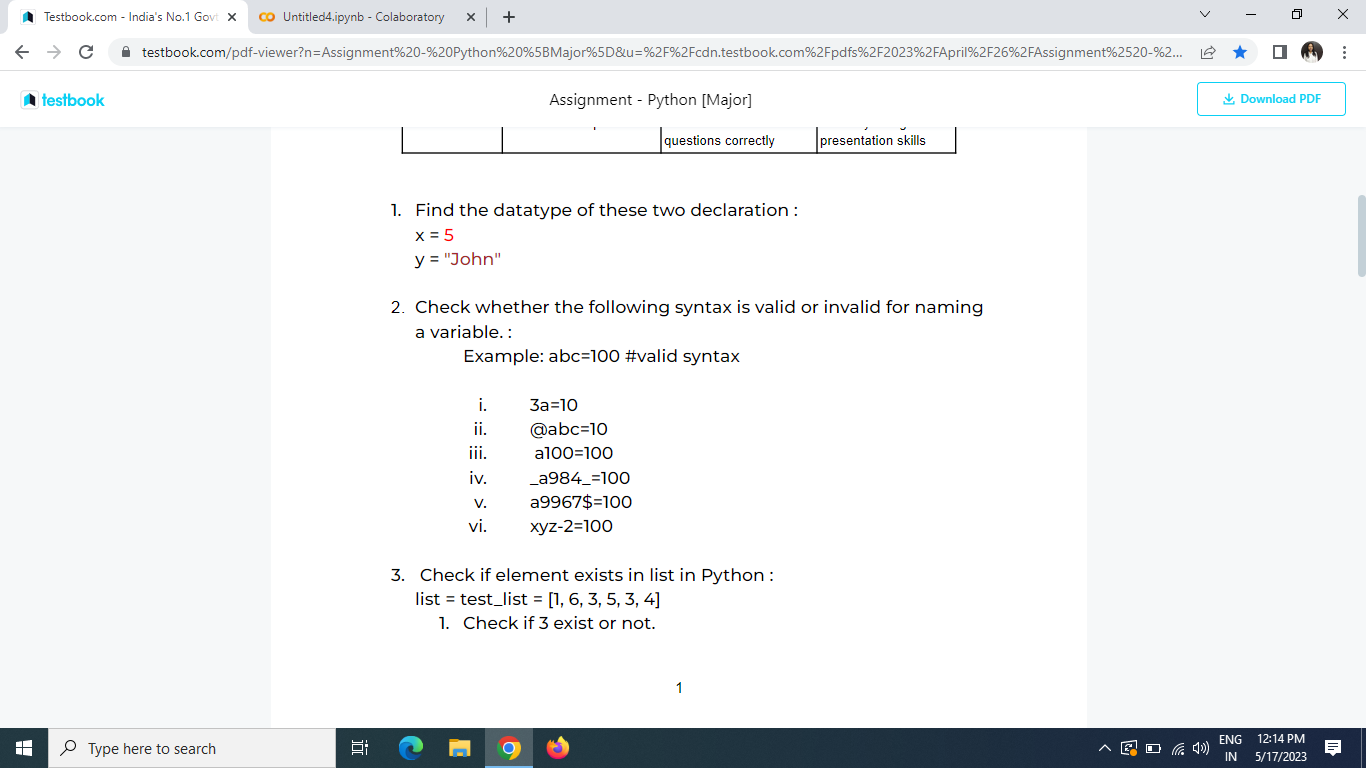 Testbook.com - India's No.1 Govt
Untitled4.ipynb - Colaboratory
testbook.com/pdf-viewer?n=Assignment%20-%20Python%20%5BMajor%5D&u=%2F%2Fcdn.testbook.com%2Fpdfs%2F2023%2FApril%2F26%2FAssignment%2520-%2...
testbook
Assignment - Python [Major]
Download PDF
questions correctly
presentation skills
1. Find the datatype of these two declaration :
x = 5
y = "John"
2. Check whether the following syntax is valid or invalid for naming
a variable. :
Example: abc=100 #valid syntax
i. 3a=10
ii. @abc=10
iii. a100=100
iv. _a984_=100
v. a9967$=100
vi. xyz-2=100
3. Check if element exists in list in Python :
list = test_list = [1, 6, 3, 5, 3, 4]
1. Check if 3 exist or not.
1
Type here to search
ENG
IN
12:14 PM
5/17/2023